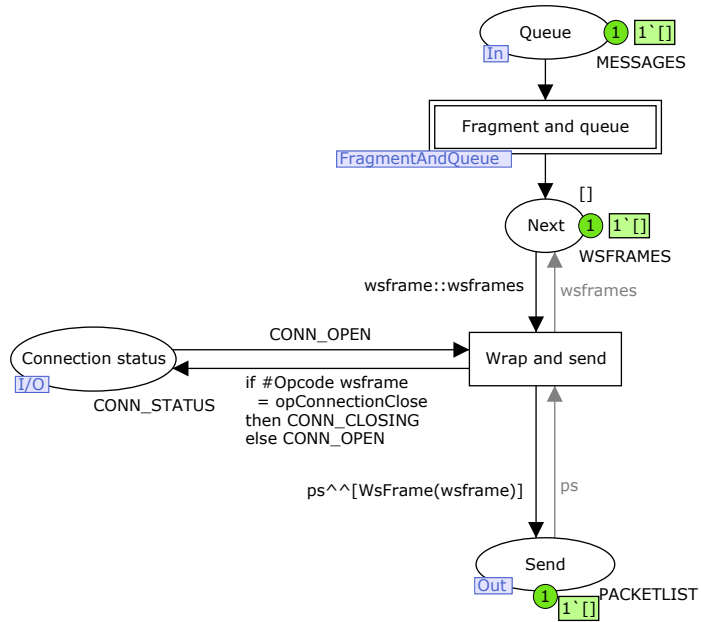 Queue
1
1`[]
In
MESSAGES
Fragment and queue
FragmentAndQueue
[]
Next
1
1`[]
WSFRAMES
wsframe::wsframes
wsframes
CONN_OPEN
Connection status
Wrap and send
I/O
CONN_STATUS
if #Opcode wsframe
= opConnectionClose
then CONN_CLOSING
else CONN_OPEN
ps^^[WsFrame(wsframe)]
ps
Send
Out
1
1`[]
PACKETLIST